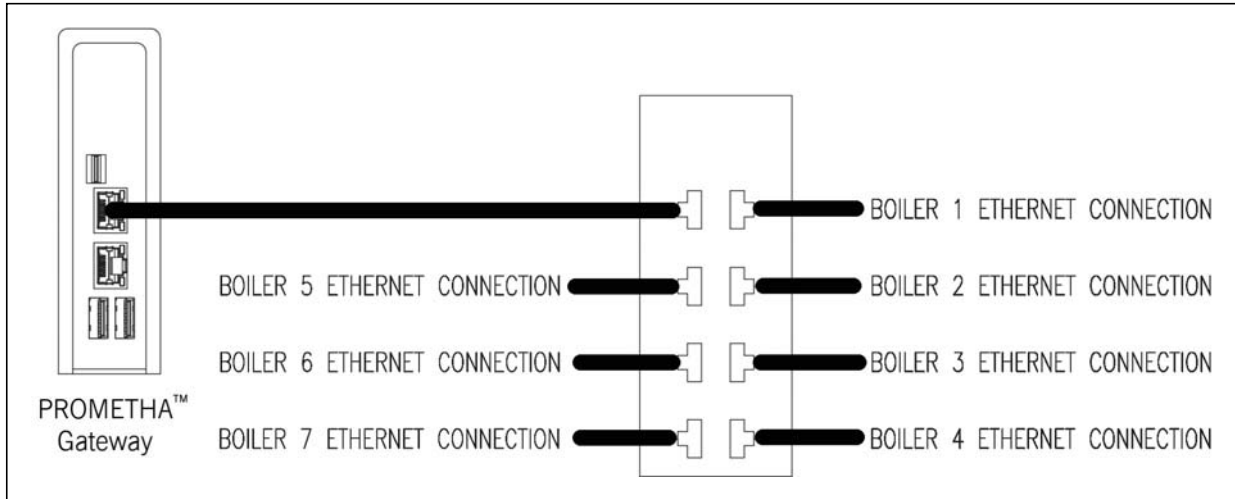 BOILER 1 ETHERNET CONNECTION
BOILER 5 ETHERNET CONNECTION
BOILER 2 ETHERNET CONNECTION
BOILER 6 ETHERNET CONNECTION
BOILER 3 ETHERNET CONNECTION
PROMETHA™
Gateway
BOILER 7 ETHERNET CONNECTION
BOILER 4 ETHERNET CONNECTION